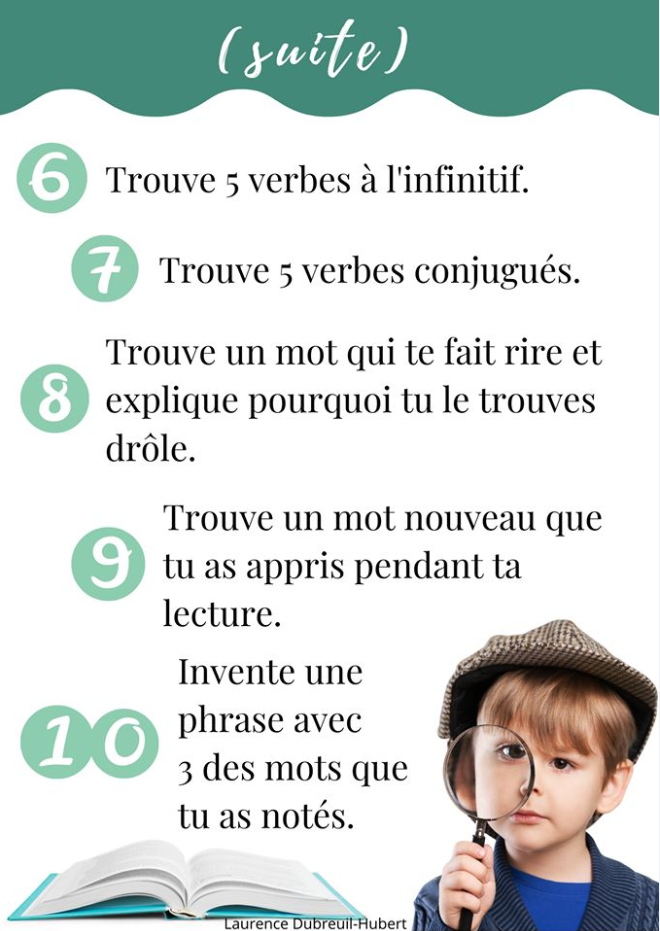 (suite)
6 Trouve 5 verbes à l'infinitif.
7 Trouve 5 verbes conjugués.
Trouve un mot qui te fait rire et
8 explique pourquoi tu le trouves
drôle.
Trouve un mot nouveau que
9 tu as appris pendant ta
lecture.
Invente une
10 phrase avec
3 des mots que
tu as notés.
Laurence Dubreuil-Hubert